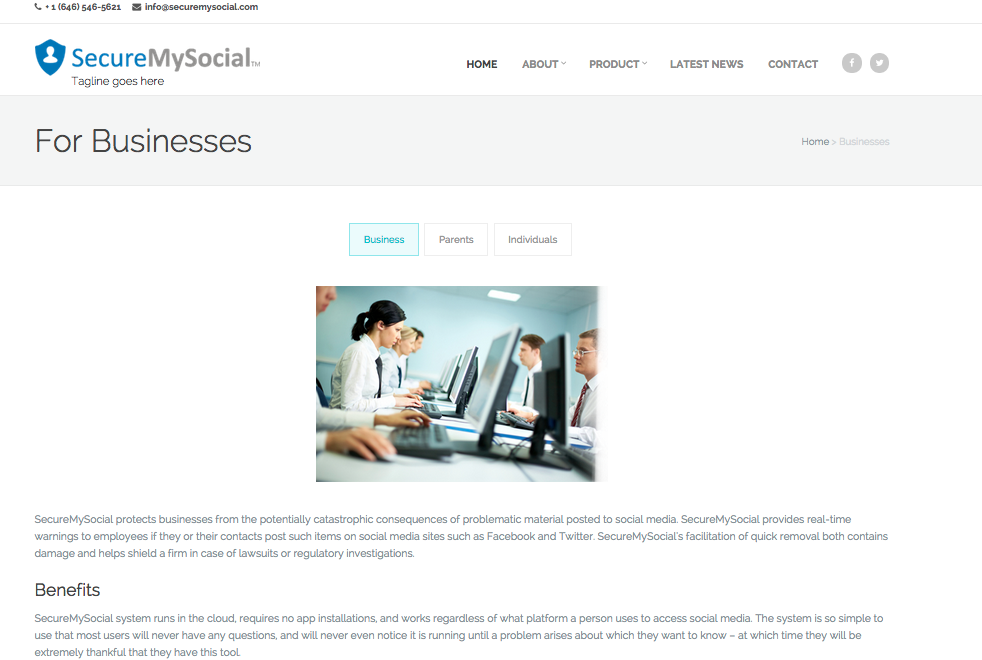 + 1 (646) 546-5621 info@securemysocial.com
SecureMySocial™
Tagline goes here
HOME ABOUT PRODUCT LATEST NEWS CONTACT
For Businesses
Home > Businesses
Business Parents Individuals
SecureMySocial protects businesses from the potentially catastrophic consequences of problematic material posted to social media. SecureMySocial provides real-time
warnings to employees if they or their contacts post such items on social media sites such as Facebook and Twitter. SecureMySocial's facilitation of quick removal both contains
damage and helps shield a firm in case of lawsuits or regulatory investigations.
Benefits
SecureMySocial system runs in the cloud, requires no app installations, and works regardless of what platform a person uses to access social media. The system is so simple to
use that most users will never have any questions, and will never even notice it is running until a problem arises about which they want to know – at which time they will be
extremely thankful that they have this tool.